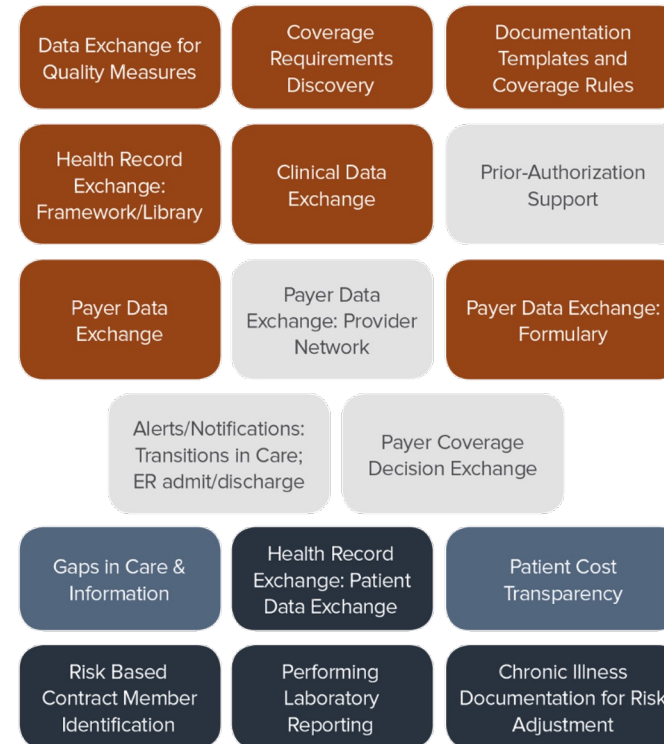 Data Exchange for
Quality Measures
Coverage
Requirements
Discovery
Documentation
Templates and
Coverage Rules
Health Record
Exchange:
Framework/Library
Clinical Data
Exchange
Prior-Authorization
Support
Payer Data
Exchange
Payer Data
Exchange: Provider
Network
Payer Data Exchange:
Formulary
Alerts/Notifications:
Transitions in Care;
ER admit/discharge
Payer Coverage
Decision Exchange
Gaps in Care &
Information
Health Record
Exchange: Patient
Data Exchange
Patient Cost
Transparency
Risk Based
Contract Member
Identification
Performing
Laboratory
Reporting
Chronic Illness
Documentation for Risk
Adjustment